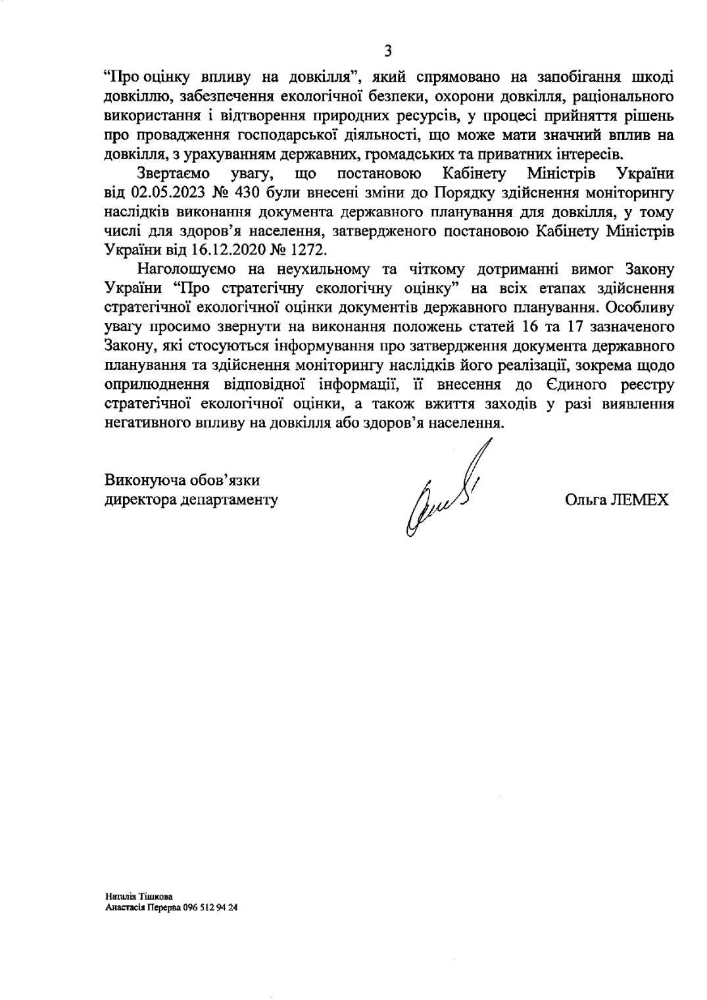 3
“Про оцінку впливу на довкілля”, який спрямовано на запобігання шкоді
довкіллю, забезпечення екологічної безпеки, охорони довкілля, раціонального
використання і відтворення природних ресурсів, у процесі прийняття рішень
про провадження господарської діяльності, що може мати значний вплив на
довкілля, з урахуванням державних, громадських та приватних інтересів.
Звертаємо увагу, що постановою Кабінету Міністрів України
від 02.05.2023 № 430 були внесені зміни до Порядку здійснення моніторингу
наслідків виконання документа державного планування для довкілля, у тому
числі для здоров’я населення, затвердженого постановою Кабінету Міністрів
України від 16.12.2020 № 1272.
Наголошуємо на неухильному та чіткому дотриманні вимог Закону
України “Про стратегічну екологічну оцінку” на всіх етапах здійснення
стратегічної екологічної оцінки документів державного планування. Особливу
увагу просимо звернути на виконання положень статей 16 та 17 зазначеного
Закону, які стосуються інформування про затвердження документа державного
планування та здійснення моніторингу наслідків його реалізації, зокрема щодо
оприлюднення відповідної інформації, її внесення до Єдиного реєстру
стратегічної екологічної оцінки, а також вжиття заходів у разі виявлення
негативного впливу на довкілля або здоров’я населення.
Виконуюча обов’язки
директора департаменту Ольга ЛЕМЕХ
Наталія Тішкова
Анастасія Перерва 096 512 94 24